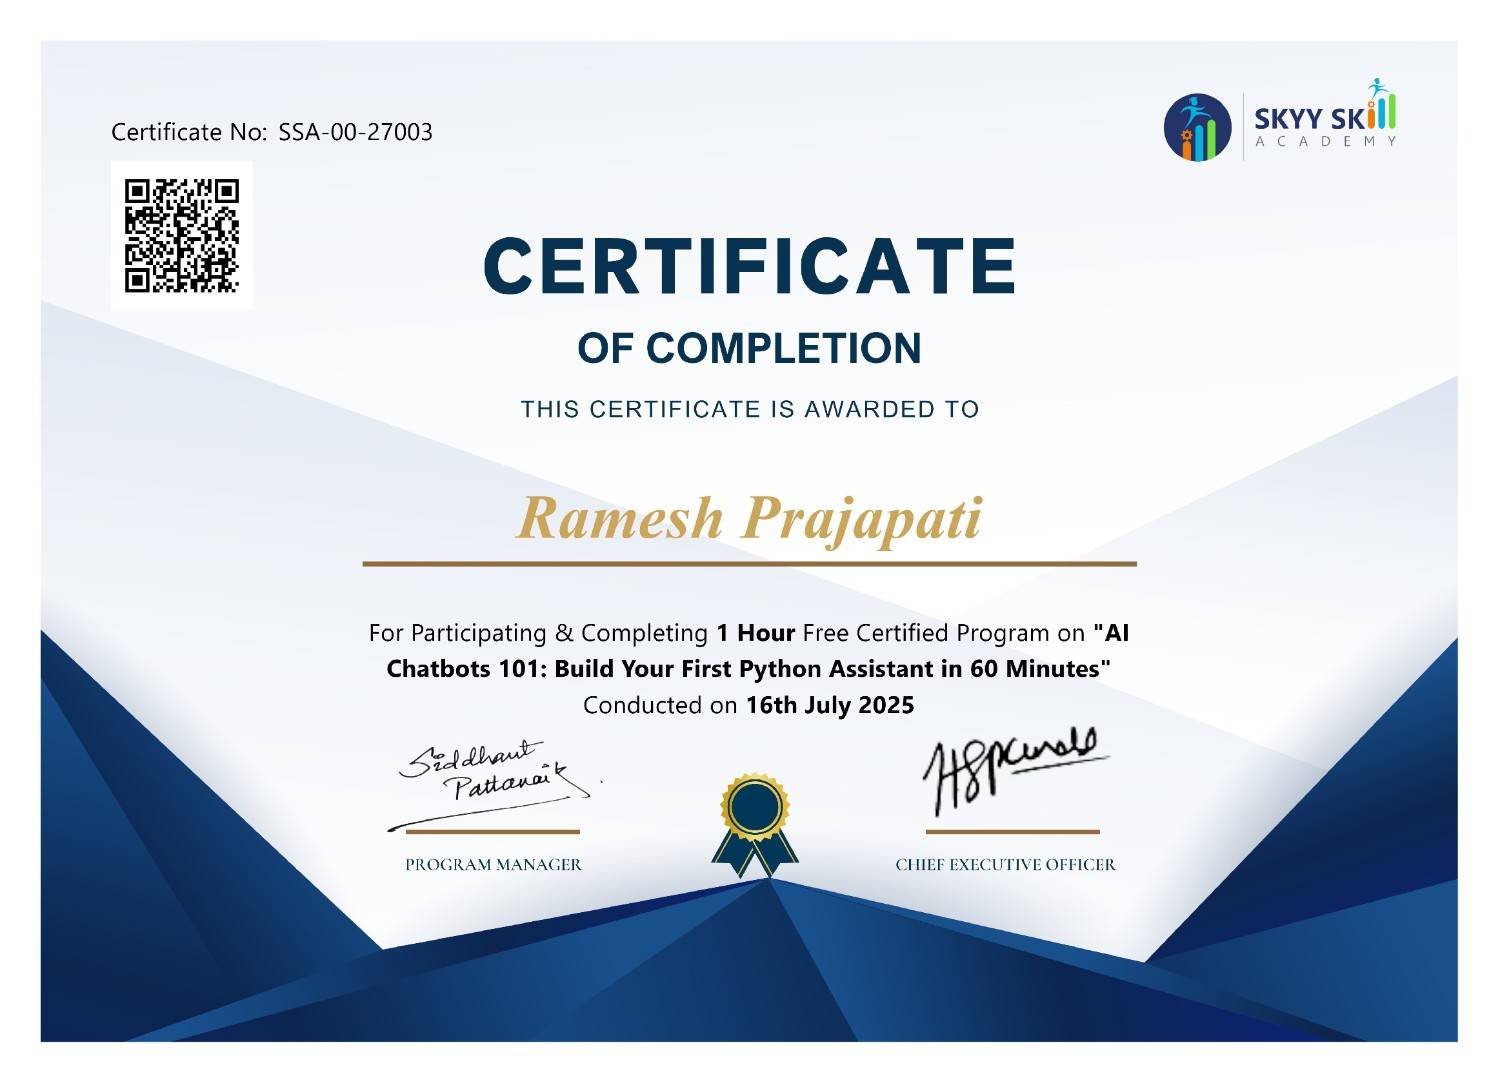 Certificate No: SSA-00-27003
SKYY SKill
ACADEMY
CERTIFICATE
OF COMPLETION
THIS CERTIFICATE IS AWARDED TO
Ramesh Prajapati
For Participating & Completing 1 Hour Free Certified Program on "AI
Chatbots 101: Build Your First Python Assistant in 60 Minutes"
Conducted on 16th July 2025
Siddhant
Pattanaik
PROGRAM MANAGER
CHIEF EXECUTIVE OFFICER